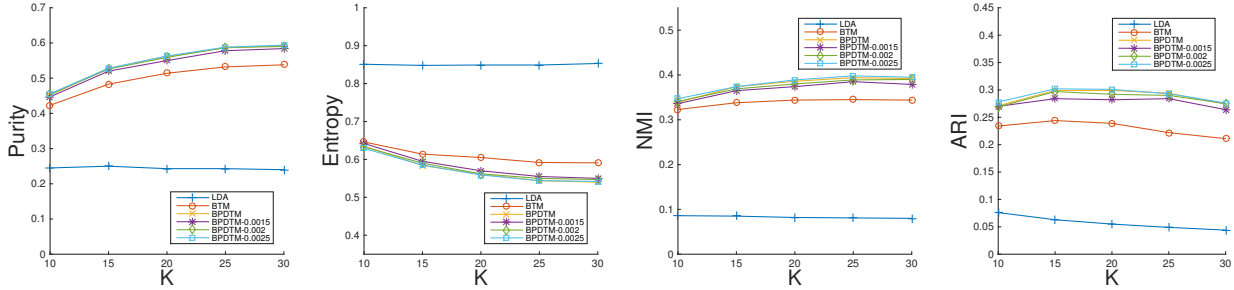 Purity
0.7
0.6
0.5
0.4
0.3
0.2
0.1
0
10 15 20 25 30
K
LDA
BTM
BPDTM
BPDTM-0.0015
BPDTM-0.002
BPDTM-0.0025
Entropy
1
0.9
0.8
0.7
0.6
0.5
0.4
10 15 20 25 30
K
LDA
BTM
BPDTM
BPDTM-0.0015
BPDTM-0.002
BPDTM-0.0025
NMI
0.5
0.4
0.3
0.2
0.1
0
10 15 20 25 30
K
LDA
BTM
BPDTM
BPDTM-0.0015
BPDTM-0.002
BPDTM-0.0025
ARI
0.45
0.4
0.35
0.3
0.25
0.2
0.15
0.1
0.05
0
10 15 20 25 30
K
LDA
BTM
BPDTM
BPDTM-0.0015
BPDTM-0.002
BPDTM-0.0025